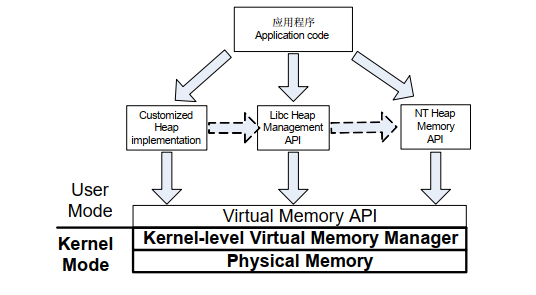 应用程序
Application code
Customized
Heap
implementation
Libc Heap
Management
API
NT Heap
Memory
API
User
Mode
Virtual Memory API
Kernel
Mode
Kernel-level Virtual Memory Manager
Physical Memory